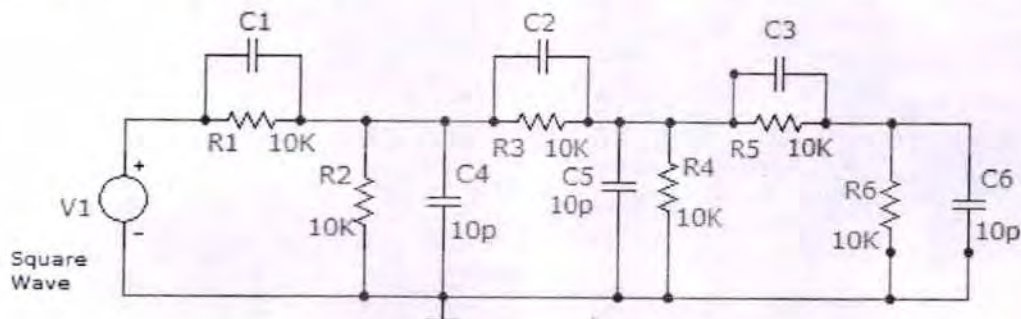 C1
C2
C3
R1 10K
R3 10K
R5 10K
R2
10K
C4
10p
C5
10p
R4
10K
R6
10K
C6
10p
V1
+
−
Square
Wave